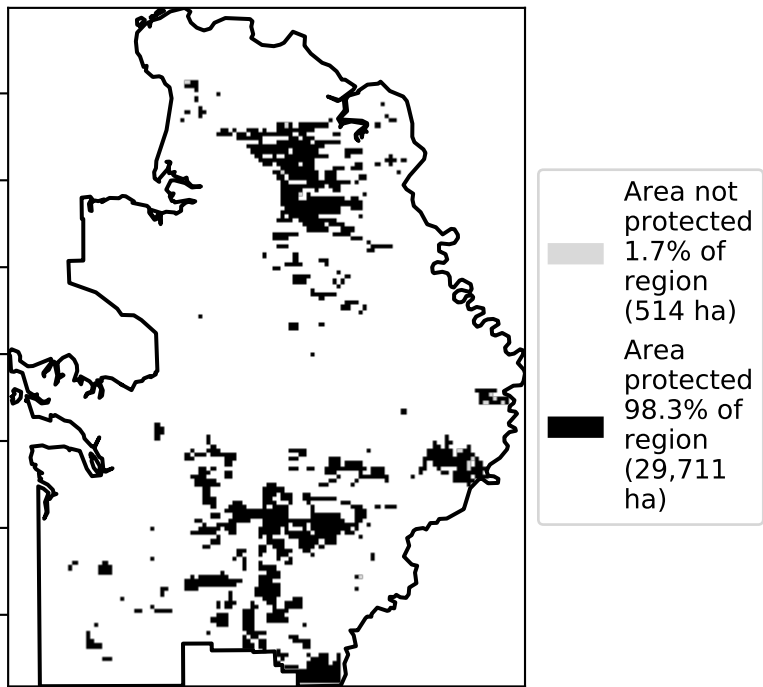 Area not
protected
1.7% of
region
(514 ha)
Area
protected
98.3% of
region
(29,711
ha)